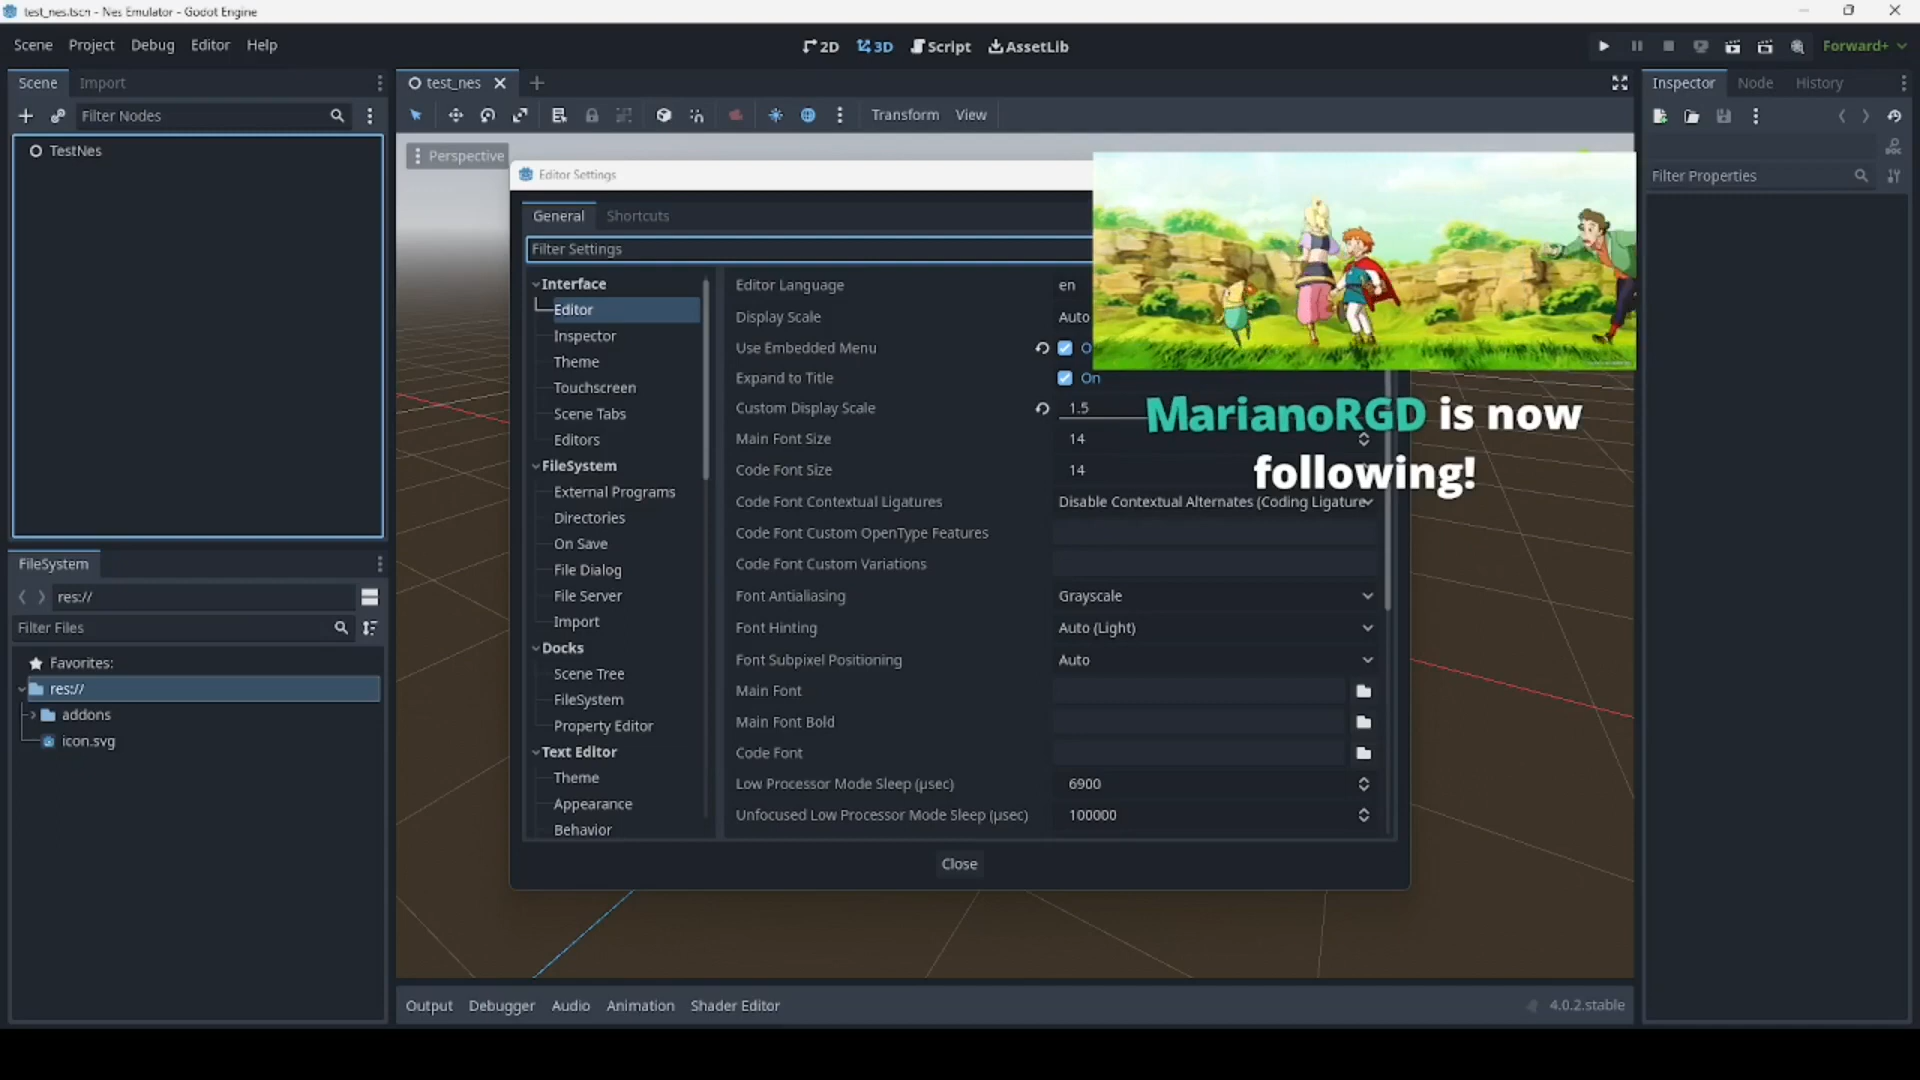 test_nes.tscn - Nes Emulator - Godot Engine
Scene Project Debug Editor Help
2D 3D Script AssetLib
Forward+
Scene Import
Filter Nodes
TestNes
test_nes
Transform View
Perspective
Inspector Node History
Filter Properties
Editor Settings
General Shortcuts
Filter Settings
Interface
Editor
Inspector
Theme
Touchscreen
Scene Tabs
Editors
FileSystem
External Programs
Directories
On Save
File Dialog
File Server
Import
Docks
Scene Tree
FileSystem
Property Editor
Text Editor
Theme
Appearance
Behavior
Editor Language en
Display Scale Auto
Use Embedded Menu O
Expand to Title On
Custom Display Scale 1.5
Main Font Size 14
Code Font Size 14
Code Font Contextual Ligatures Disable Contextual Alternates (Coding Ligature
Code Font Custom OpenType Features
Code Font Custom Variations
Font Antialiasing Grayscale
Font Hinting Auto (Light)
Font Subpixel Positioning Auto
Main Font
Main Font Bold
Code Font
Low Processor Mode Sleep (µsec) 6900
Unfocused Low Processor Mode Sleep (µsec) 100000
Close
MarianoRGD is now
following!
FileSystem
res://
Filter Files
Favorites:
res://
addons
icon.svg
Output Debugger Audio Animation Shader Editor
4.0.2.stable